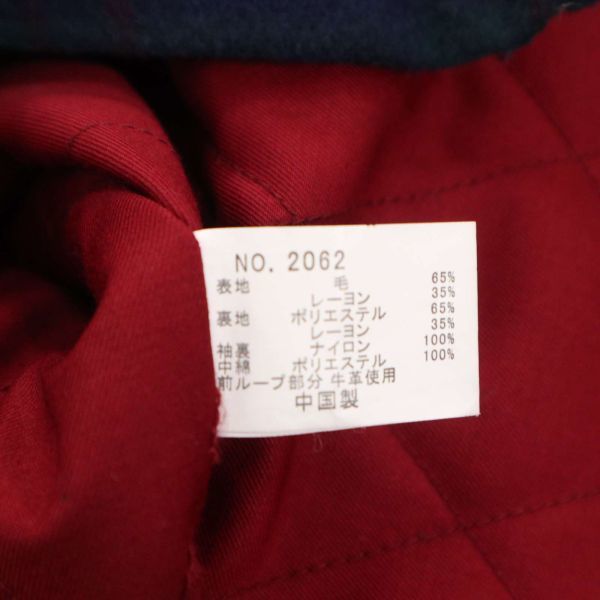 NO. 2062
表地 毛 65%
レーヨン 35%
裏地 ポリエステル 65%
レーヨン 35%
袖裏 ナイロン 100%
中綿 ポリエステル 100%
前ループ部分 牛革使用
中国製